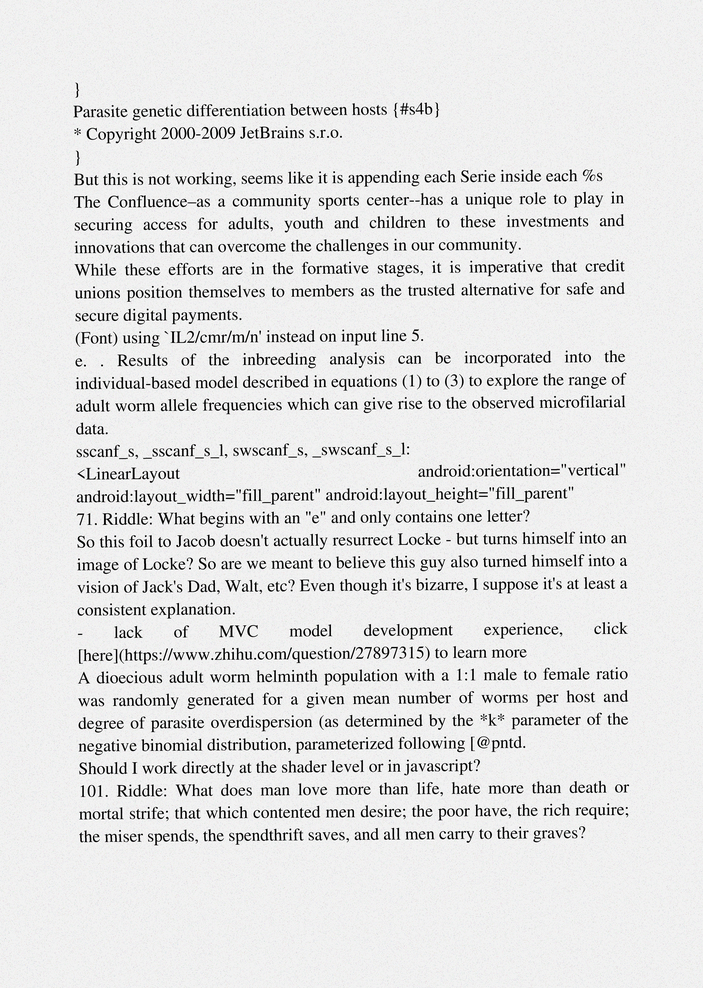 }
Parasite genetic differentiation between hosts {#s4b}
* Copyright 2000-2009 JetBrains s.r.o.
}
But this is not working, seems like it is appending each Serie inside each %s
The Confluence–as a community sports center--has a unique role to play in
securing access for adults, youth and children to these investments and
innovations that can overcome the challenges in our community.
While these efforts are in the formative stages, it is imperative that credit
unions position themselves to members as the trusted alternative for safe and
secure digital payments.
(Font) using `IL2/cmr/m/n' instead on input line 5.
e. . Results of the inbreeding analysis can be incorporated into the
individual-based model described in equations (1) to (3) to explore the range of
adult worm allele frequencies which can give rise to the observed microfilarial
data.
sscanf_s, _sscanf_s_l, swscanf_s, _swscanf_s_l:
<LinearLayout android:orientation="vertical"
android:layout_width="fill_parent" android:layout_height="fill_parent"
71. Riddle: What begins with an "e" and only contains one letter?
So this foil to Jacob doesn't actually resurrect Locke - but turns himself into an
image of Locke? So are we meant to believe this guy also turned himself into a
vision of Jack's Dad, Walt, etc? Even though it's bizarre, I suppose it's at least a
consistent explanation.
- lack of MVC model development experience, click
[here](https://www.zhihu.com/question/27897315) to learn more
A dioecious adult worm helminth population with a 1:1 male to female ratio
was randomly generated for a given mean number of worms per host and
degree of parasite overdispersion (as determined by the *k* parameter of the
negative binomial distribution, parameterized following [@pntd.
Should I work directly at the shader level or in javascript?
101. Riddle: What does man love more than life, hate more than death or
mortal strife; that which contented men desire; the poor have, the rich require;
the miser spends, the spendthrift saves, and all men carry to their graves?